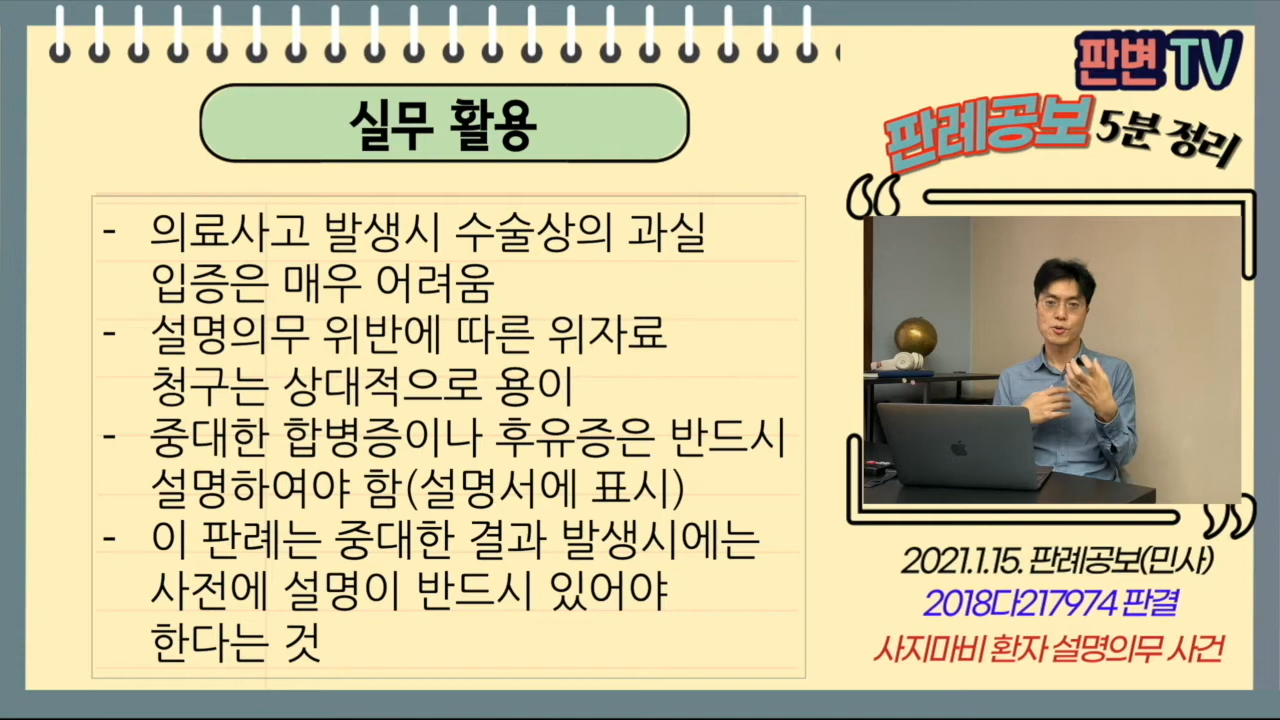 실무 활용
- 의료사고 발생시 수술상의 과실
입증은 매우 어려움
- 설명의무 위반에 따른 위자료
청구는 상대적으로 용이
- 중대한 합병증이나 후유증은 반드시
설명하여야 함(설명서에 표시)
- 이 판례는 중대한 결과 발생시에는
사전에 설명이 반드시 있어야
한다는 것
판변 TV
판례공보 5분 정리
2021.1.15. 판례공보(민사)
2018다217974 판결
사지마비 환자 설명의무 사건